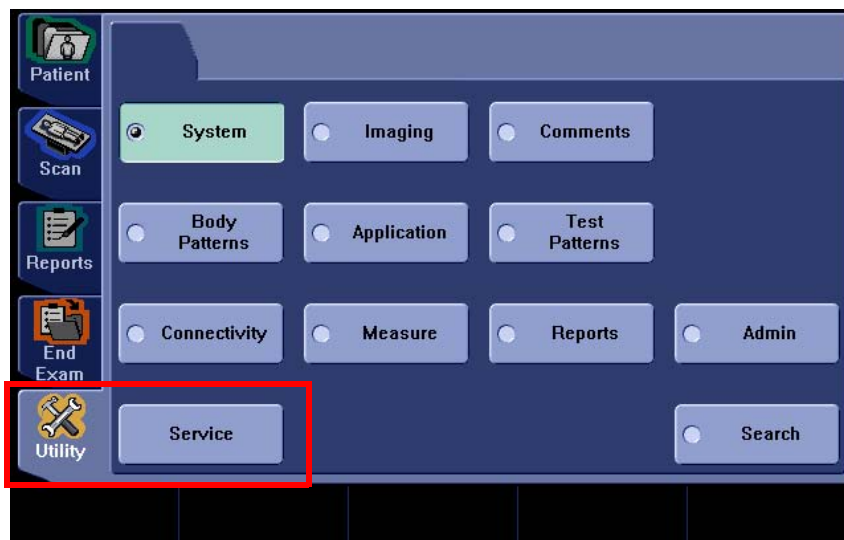 Patient
System
Imaging
Comments
Scan
Body
Patterns
Application
Test
Patterns
Reports
Connectivity
Measure
Reports
Admin
End
Exam
Utility
Service
Search